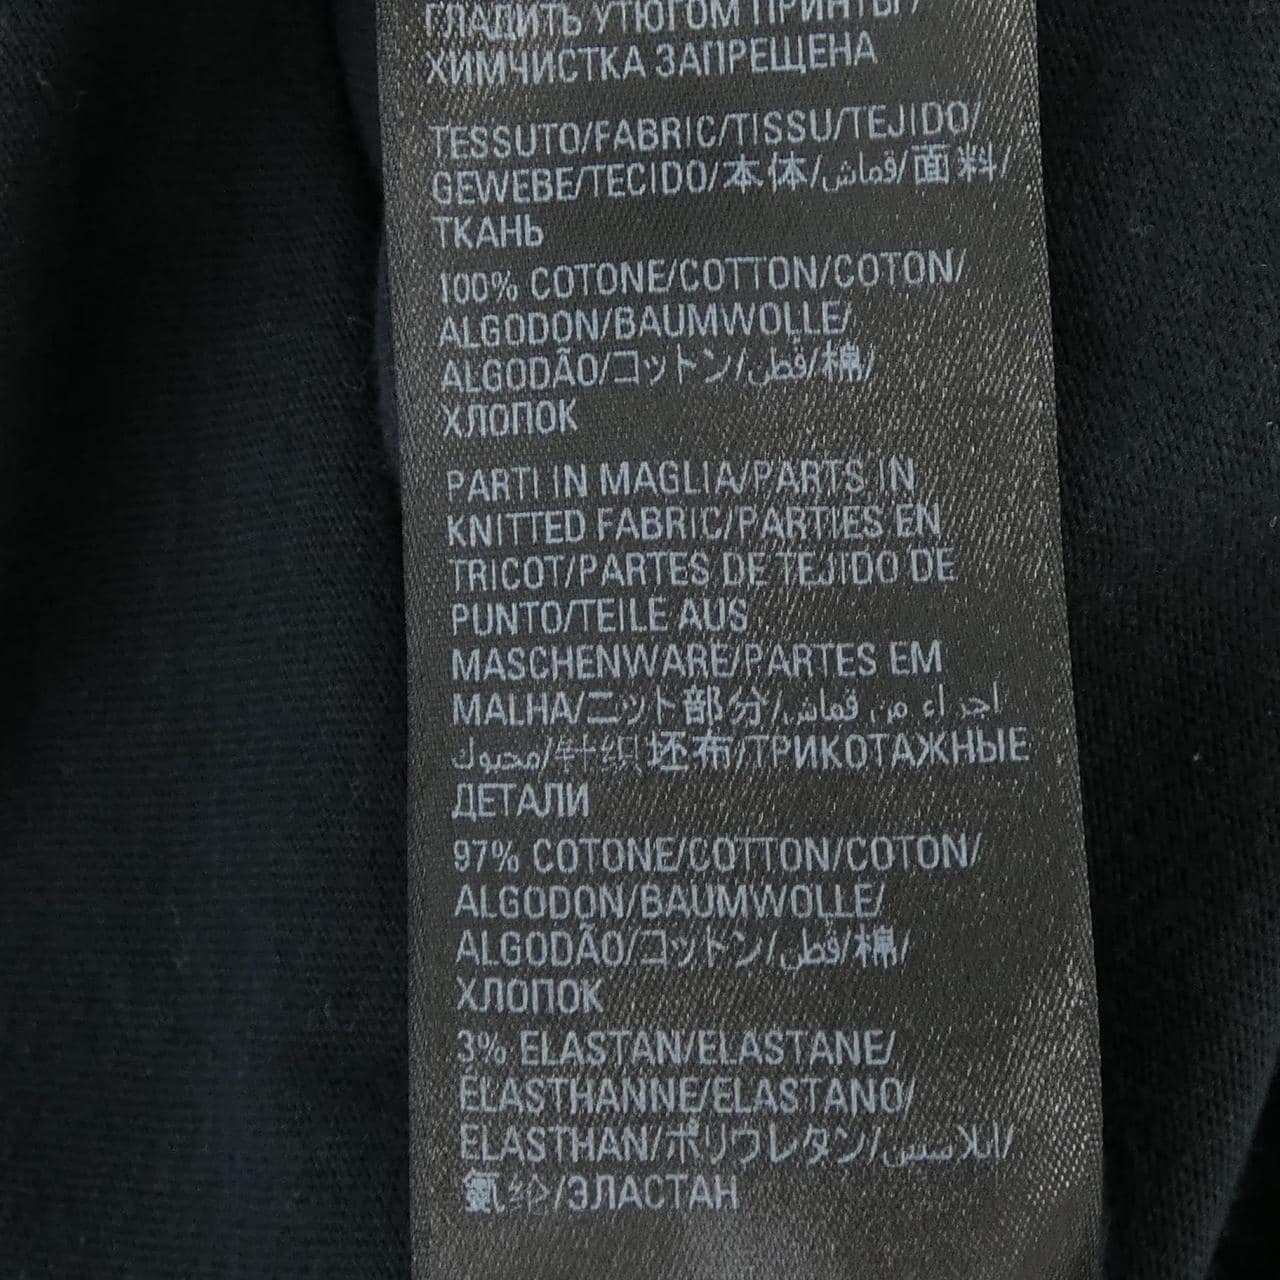 ГЛАДИТЬ УТЮГОМ ПРИНТЫ/
ХИМЧИСТКА ЗАПРЕЩЕНА
TESSUTO/FABRIC/TISSU/TEJIDO/
GEWEBE/TECIDO/本体/قماش/面料/
ТКАНЬ
100% COTONE/COTTON/COTON/
ALGODON/BAUMWOLLE/
ALGODÃO/コットン/قطن/棉/
ХЛОПОК
PARTI IN MAGLIA/PARTS IN
KNITTED FABRIC/PARTIES EN
TRICOT/PARTES DE TEJIDO DE
PUNTO/TEILE AUS
MASCHENWARE/PARTES EM
MALHA/ニット部分/اجزاء من قماش
محبوك/针织坯布/ТРИКОТАЖНЫЕ
ДЕТАЛИ
97% COTONE/COTTON/COTON/
ALGODON/BAUMWOLLE/
ALGODÃO/コットン/قطن/棉/
ХЛОПОК
3% ELASTAN/ELASTANE/
ÉLASTHANNE/ELASTANO/
ELASTHAN/ポリウレタン/ايلاستين/
氨纶/ЭЛАСТАН